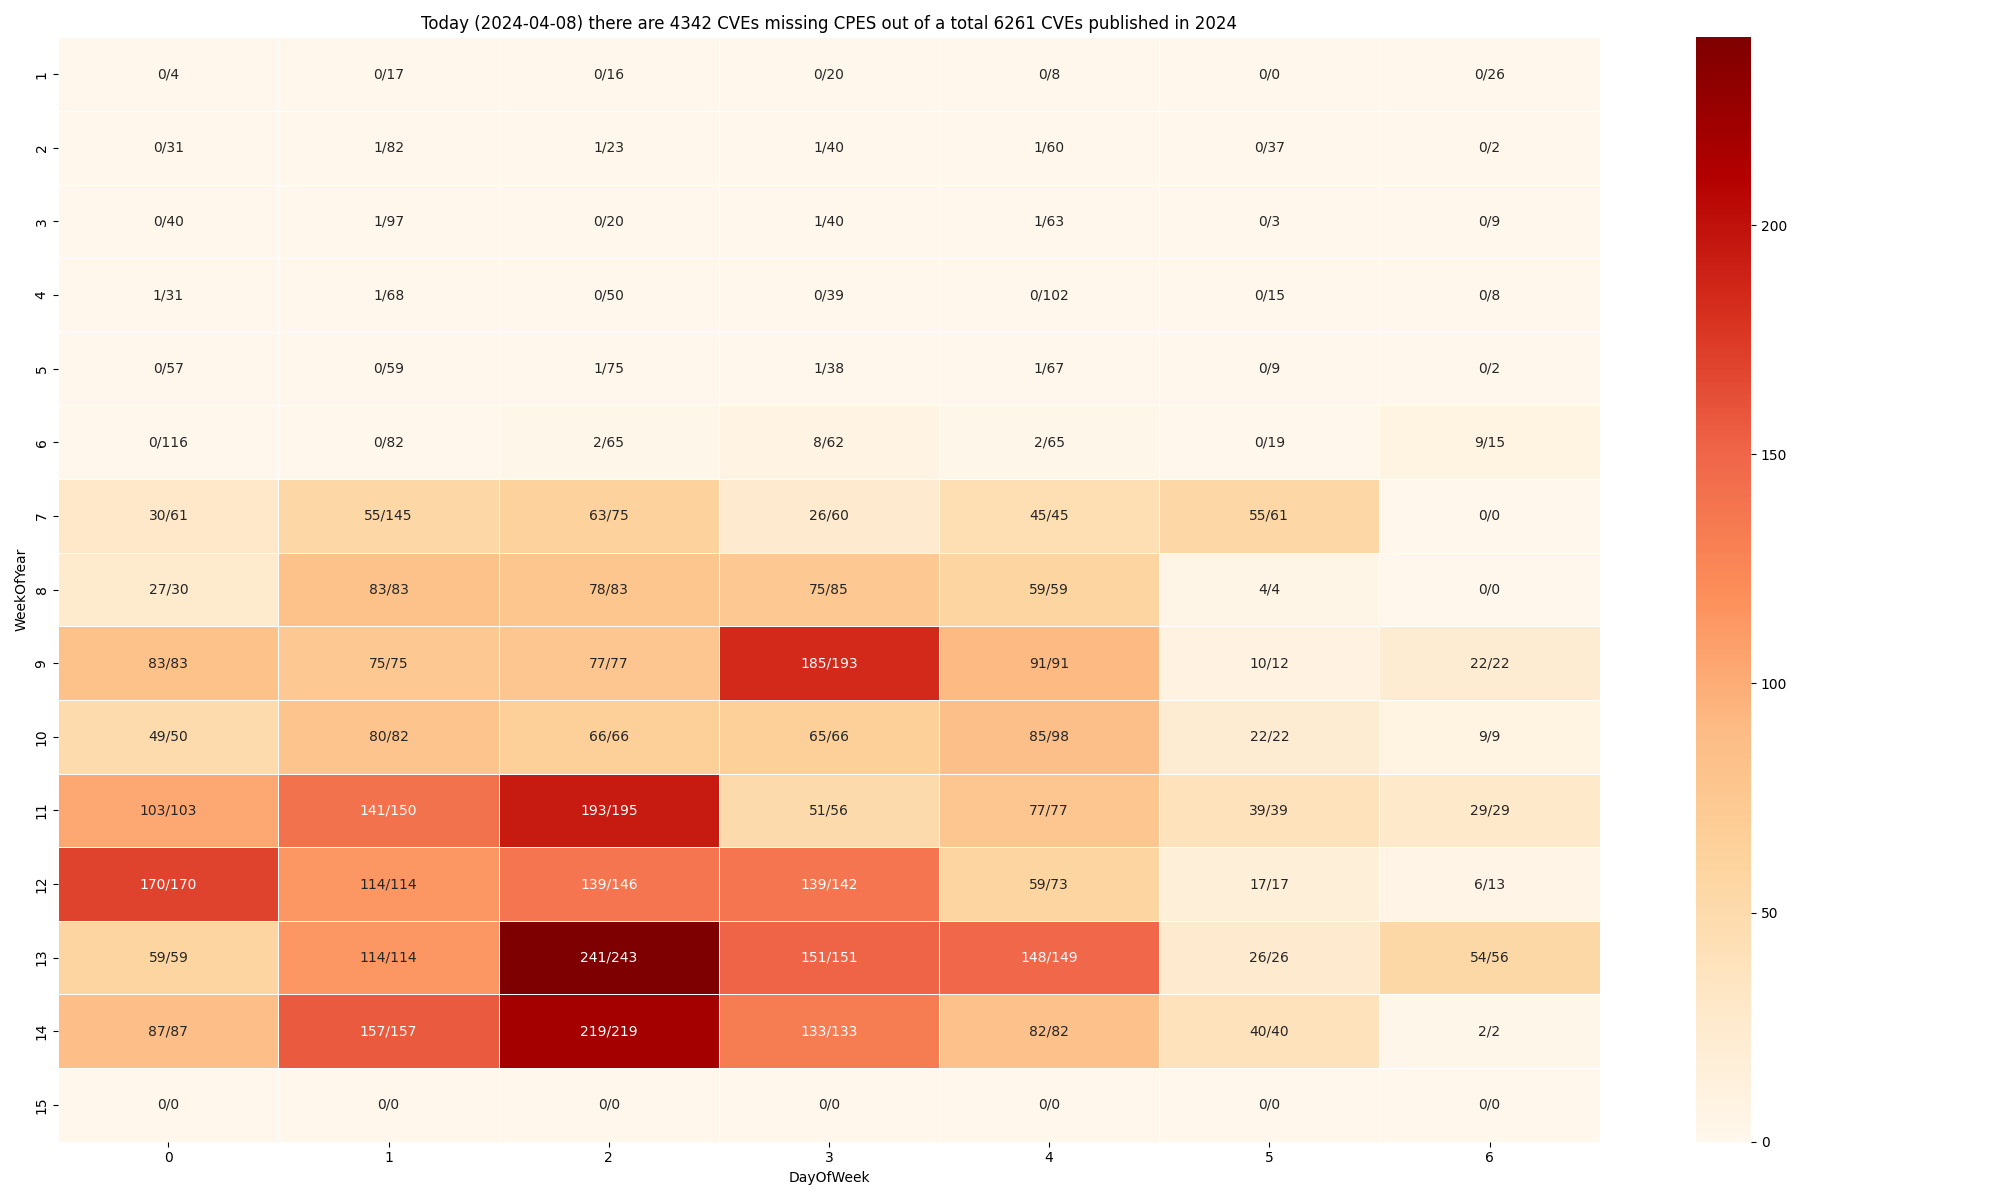 Today (2024-04-08) there are 4342 CVEs missing CPES out of a total 6261 CVEs published in 2024
1 0/4 0/17 0/16 0/20 0/8 0/0 0/26
2 0/31 1/82 1/23 1/40 1/60 0/37 0/2
3 0/40 1/97 0/20 1/40 1/63 0/3 0/9
4 1/31 1/68 0/50 0/39 0/102 0/15 0/8
5 0/57 0/59 1/75 1/38 1/67 0/9 0/2
6 0/116 0/82 2/65 8/62 2/65 0/19 9/15
7 30/61 55/145 63/75 26/60 45/45 55/61 0/0
8 27/30 83/83 78/83 75/85 59/59 4/4 0/0
9 83/83 75/75 77/77 185/193 91/91 10/12 22/22
10 49/50 80/82 66/66 65/66 85/98 22/22 9/9
11 103/103 141/150 193/195 51/56 77/77 39/39 29/29
12 170/170 114/114 139/146 139/142 59/73 17/17 6/13
13 59/59 114/114 241/243 151/151 148/149 26/26 54/56
14 87/87 157/157 219/219 133/133 82/82 40/40 2/2
15 0/0 0/0 0/0 0/0 0/0 0/0 0/0
0 1 2 3 4 5 6
DayOfWeek
WeekOfYear
200
150
100
50
0